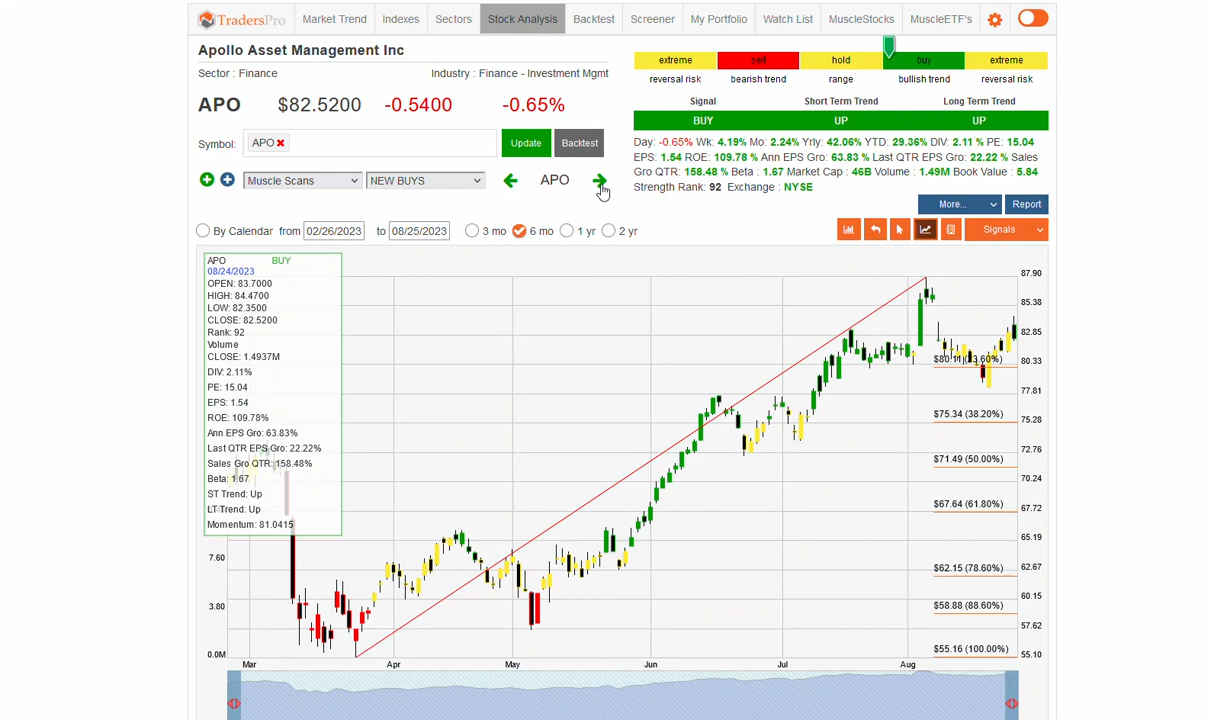 TradersPro Market Trend Indexes Sectors Stock Analysis Backtest Screener My Portfolio Watch List MuscleStocks MuscleETF's
Apollo Asset Management Inc
Sector : Finance Industry : Finance - Investment Mgmt
APO $82.5200 -0.5400 -0.65%
Symbol: APO Update Backtest
Muscle Scans NEW BUYS APO
extreme sell hold buy extreme
reversal risk bearish trend range bullish trend reversal risk
Signal Short Term Trend Long Term Trend
BUY UP UP
Day: -0.65% Wk: 4.19% Mo: 2.24% Yrly: 42.06% YTD: 29.36% DIV: 2.11 % PE: 15.04
EPS: 1.54 ROE: 109.78 % Ann EPS Gro: 63.83 % Last QTR EPS Gro: 22.22 % Sales
Gro QTR: 158.48 % Beta : 1.67 Market Cap : 46B Volume : 1.49M Book Value : 5.84
Strength Rank: 92 Exchange : NYSE
More... Report
By Calendar from 02/26/2023 to 08/25/2023 3 mo 6 mo 1 yr 2 yr Signals
APO BUY
08/24/2023
OPEN: 83.7000
HIGH: 84.4700
LOW: 82.3500
CLOSE: 82.5200
Rank: 92
Volume
CLOSE: 1.4937M
DIV: 2.11%
PE: 15.04
EPS: 1.54
ROE: 109.78%
Ann EPS Gro: 63.83%
Last QTR EPS Gro: 22.22%
Sales Gro QTR: 158.48%
Beta: 1.67
ST Trend: Up
LT Trend: Up
Momentum: 81.0415
7.60
3.80
0.0M
87.90
85.38
82.85
80.33
77.81
75.28
72.76
70.24
67.72
65.19
62.67
60.15
57.62
55.10
$80.11 (23.60%)
$75.34 (38.20%)
$71.49 (50.00%)
$67.64 (61.80%)
$62.15 (78.60%)
$58.88 (88.60%)
$55.16 (100.00%)
Mar Apr May Jun Jul Aug